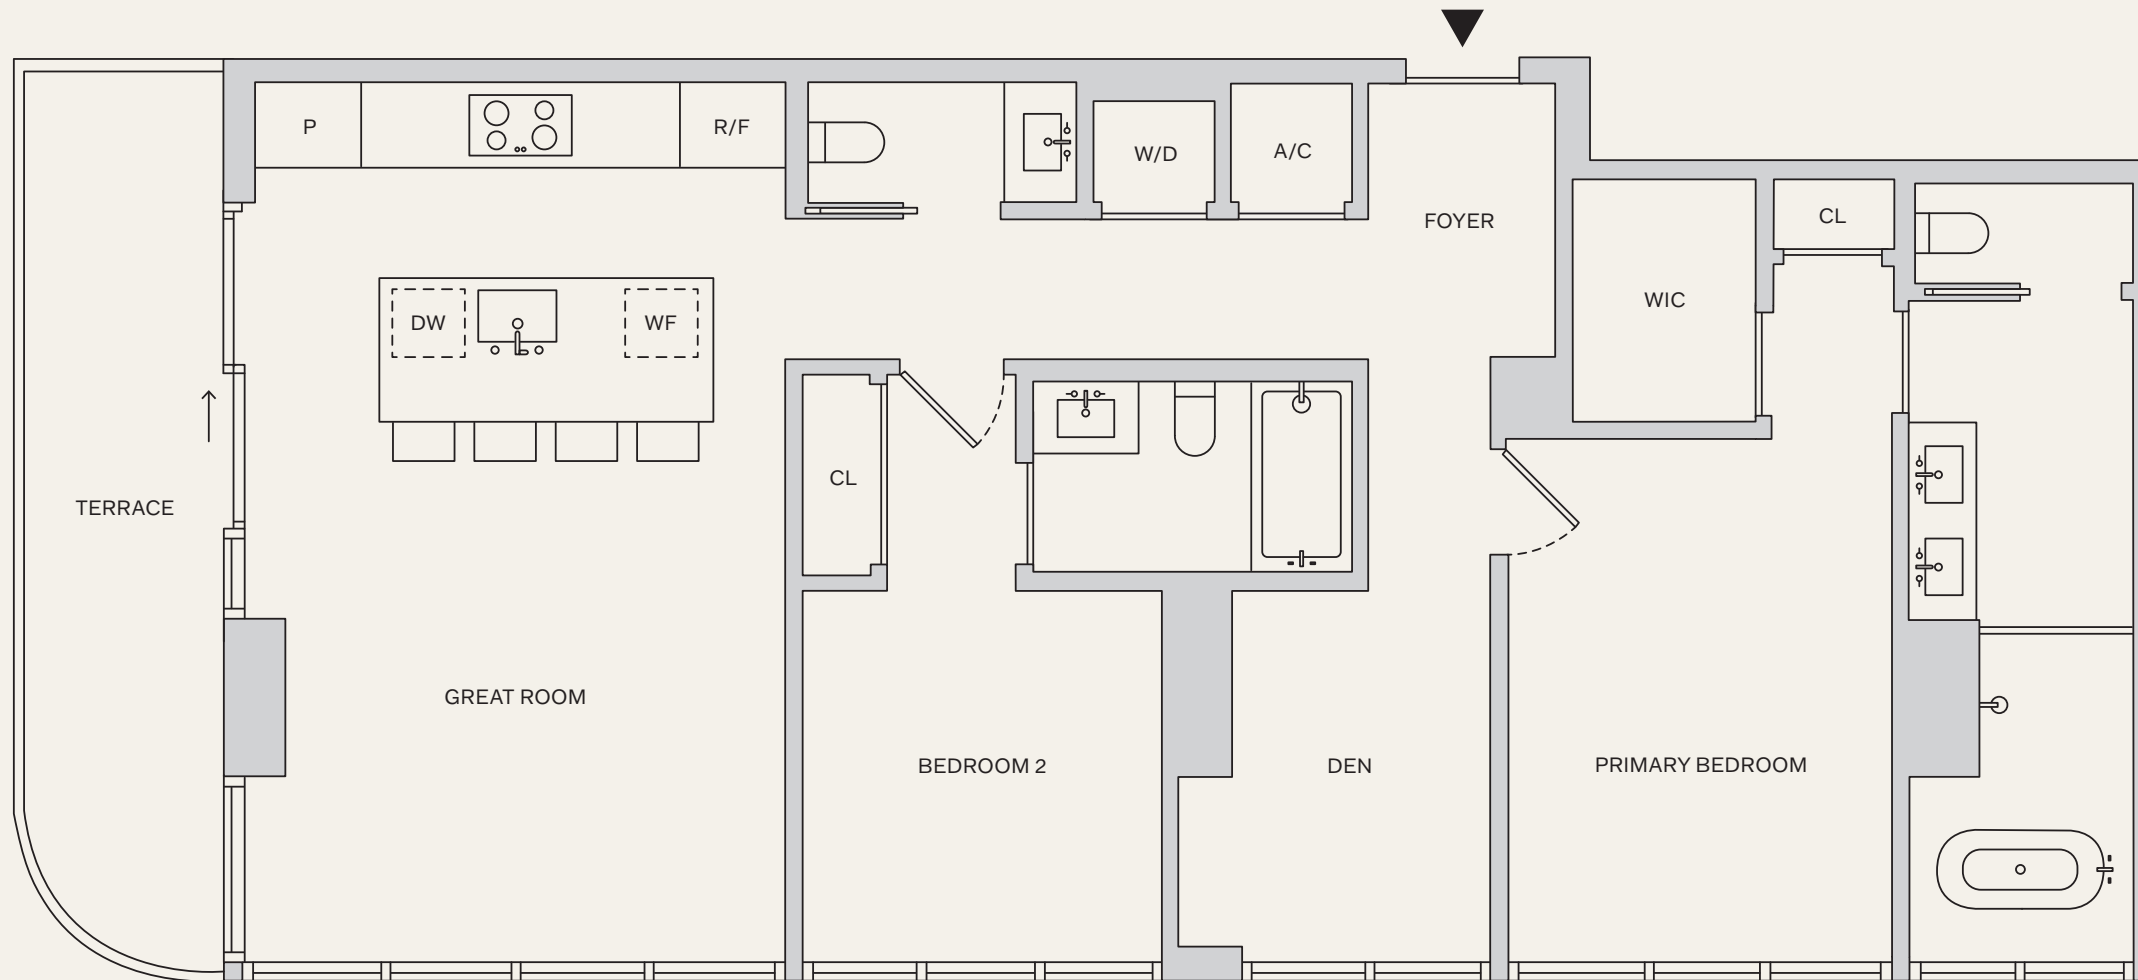 P
R/F
W/D
A/C
FOYER
CL
WIC
DW
WF
CL
TERRACE
GREAT ROOM
BEDROOM 2
DEN
PRIMARY BEDROOM